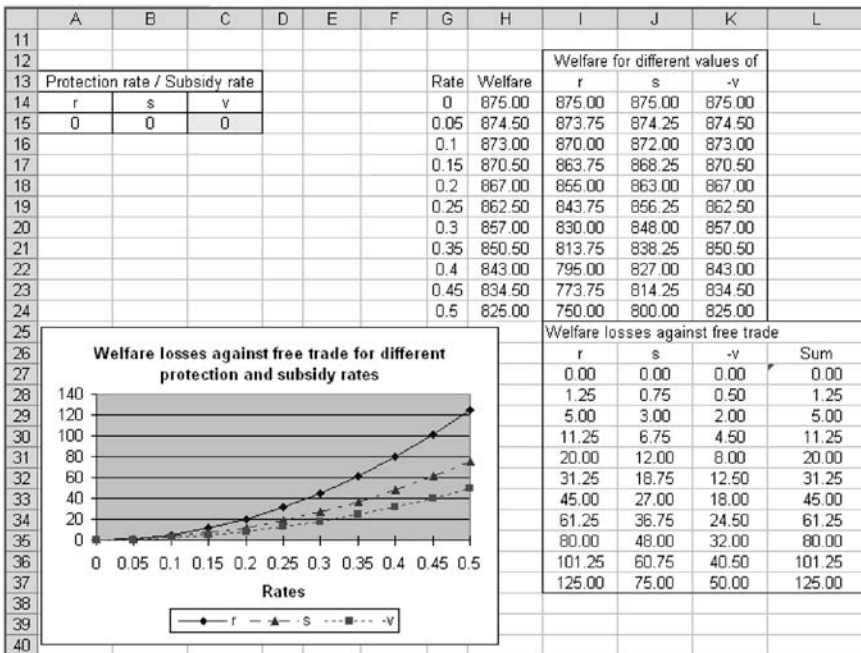 A B C D E F G H I J K L
11
12 Welfare for different values of
13 Protection rate / Subsidy rate Rate Welfare r s -v
14 r s v 0 875.00 875.00 875.00 875.00
15 0 0 0 0.05 874.50 873.75 874.25 874.50
16 0.1 873.00 870.00 872.00 873.00
17 0.15 870.50 863.75 868.25 870.50
18 0.2 867.00 855.00 863.00 867.00
19 0.25 862.50 843.75 856.25 862.50
20 0.3 857.00 830.00 848.00 857.00
21 0.35 850.50 813.75 838.25 850.50
22 0.4 843.00 795.00 827.00 843.00
23 0.45 834.50 773.75 814.25 834.50
24 0.5 825.00 750.00 800.00 825.00
25 Welfare losses against free trade
26 r s -v Sum
27 0.00 0.00 0.00 0.00
28 1.25 0.75 0.50 1.25
29 5.00 3.00 2.00 5.00
30 11.25 6.75 4.50 11.25
31 20.00 12.00 8.00 20.00
32 31.25 18.75 12.50 31.25
33 45.00 27.00 18.00 45.00
34 61.25 36.75 24.50 61.25
35 80.00 48.00 32.00 80.00
36 101.25 60.75 40.50 101.25
37 125.00 75.00 50.00 125.00
38
39
40
Welfare losses against free trade for different
protection and subsidy rates
140
120
100
80
60
40
20
0
0 0.05 0.1 0.15 0.2 0.25 0.3 0.35 0.4 0.45 0.5
Rates
r s -v